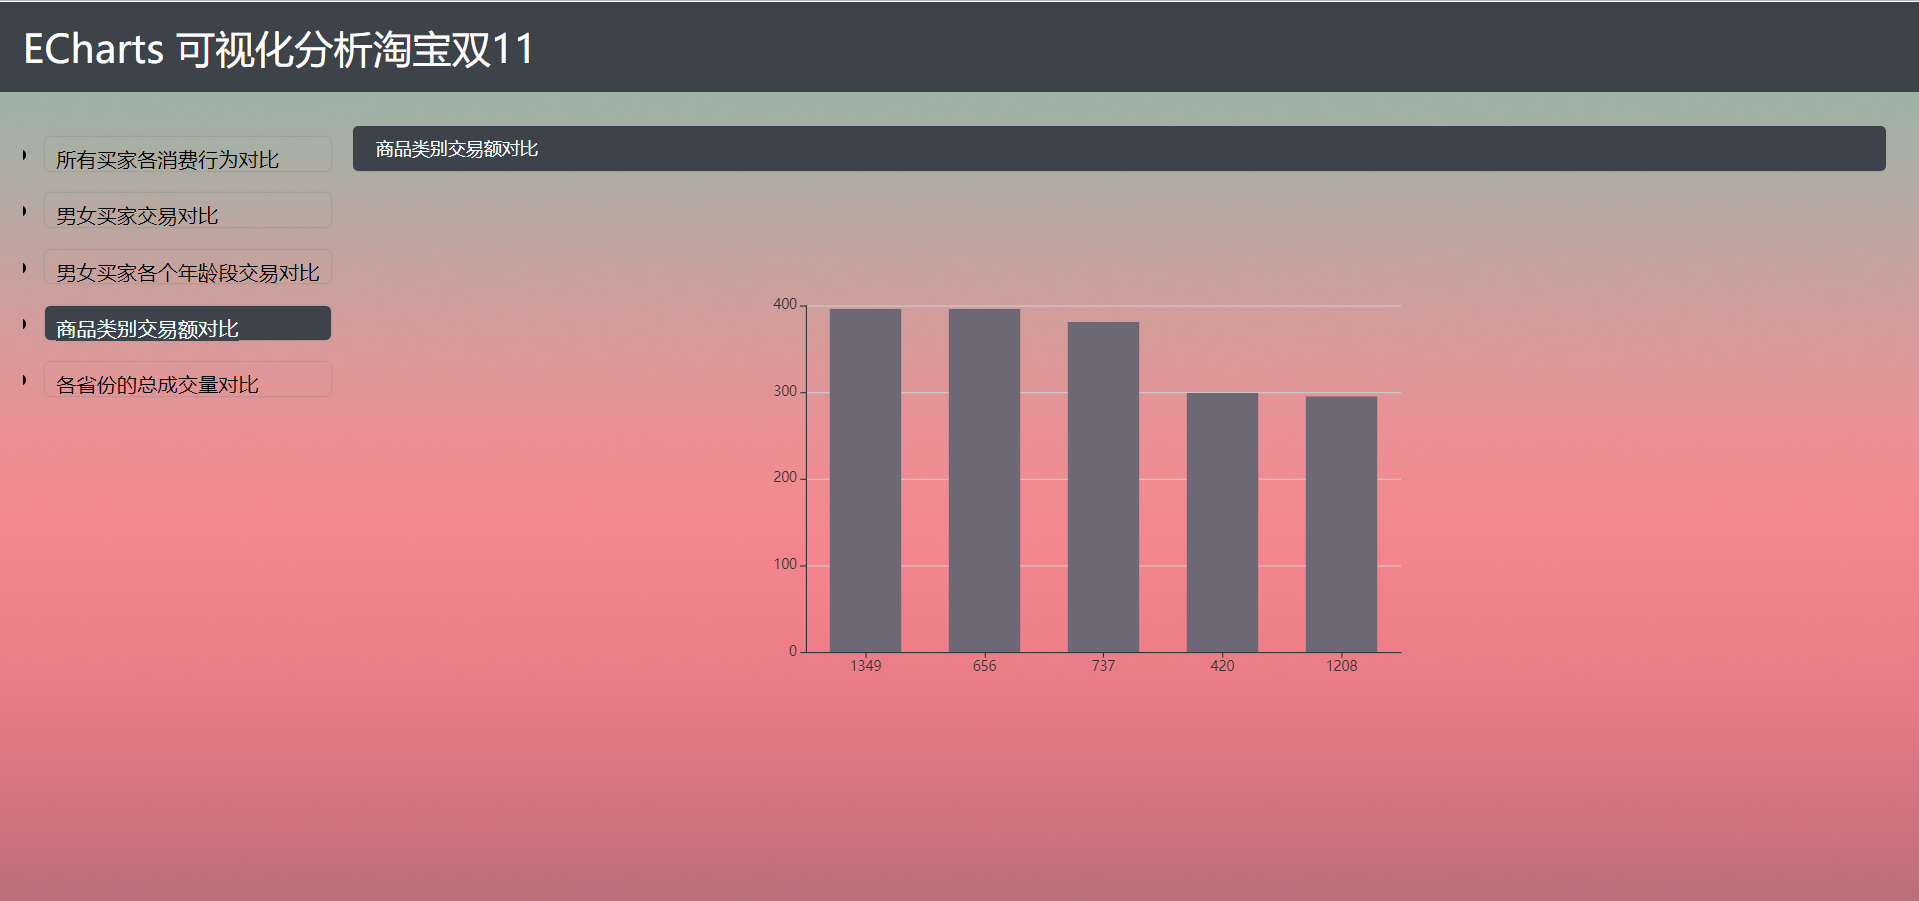 ECharts 可视化分析淘宝双11
所有买家各消费行为对比
男女买家交易对比
男女买家各个年龄段交易对比
商品类别交易额对比
各省份的总成交量对比
商品类别交易额对比
400
300
200
100
0
1349 656 737 420 1208